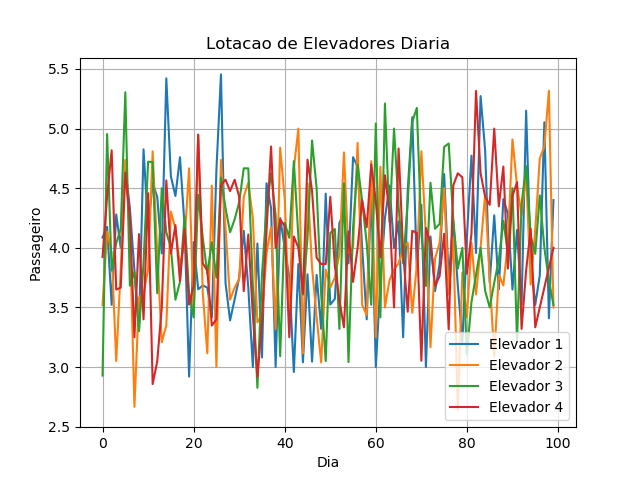 Lotacao de Elevadores Diaria
5.5
5.0
4.5
4.0
3.5
3.0
2.5
Passageiro
0
20
40
60
80
100
Dia
Elevador 1
Elevador 2
Elevador 3
Elevador 4